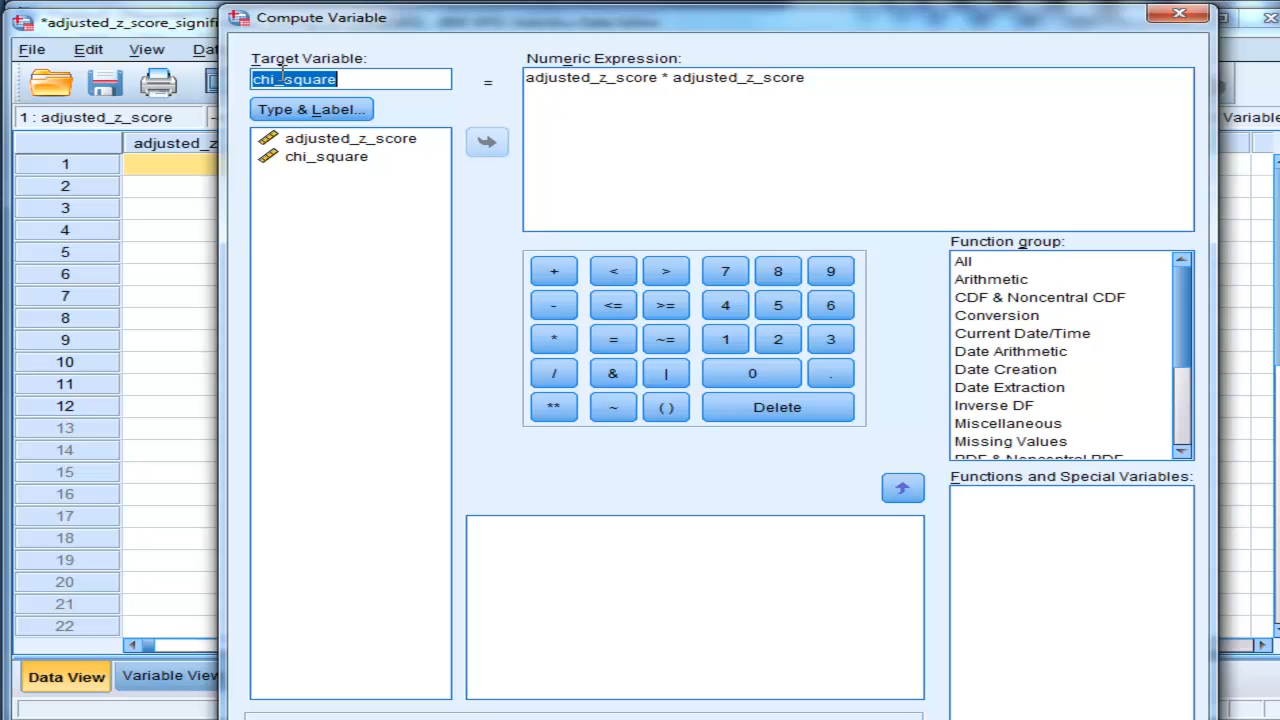 *adjusted_z_score_signifi
Compute Variable
File Edit View Dat
1 : adjusted_z_score
adjusted_z
1
2
3
4
5
6
7
8
9
10
11
12
13
14
15
16
17
18
19
20
21
22
Data View Variable View
Target Variable:
chi_square
=
Type & Label...
adjusted_z_score
chi_square
Numeric Expression:
adjusted_z_score * adjusted_z_score
+ < > 7 8 9
- <= >= 4 5 6
* = ~= 1 2 3
/ & | 0 .
** ~ ( ) Delete
Function group:
All
Arithmetic
CDF & Noncentral CDF
Conversion
Current Date/Time
Date Arithmetic
Date Creation
Date Extraction
Inverse DF
Miscellaneous
Missing Values
PDF & Noncentral PDF
Functions and Special Variables:
Variable